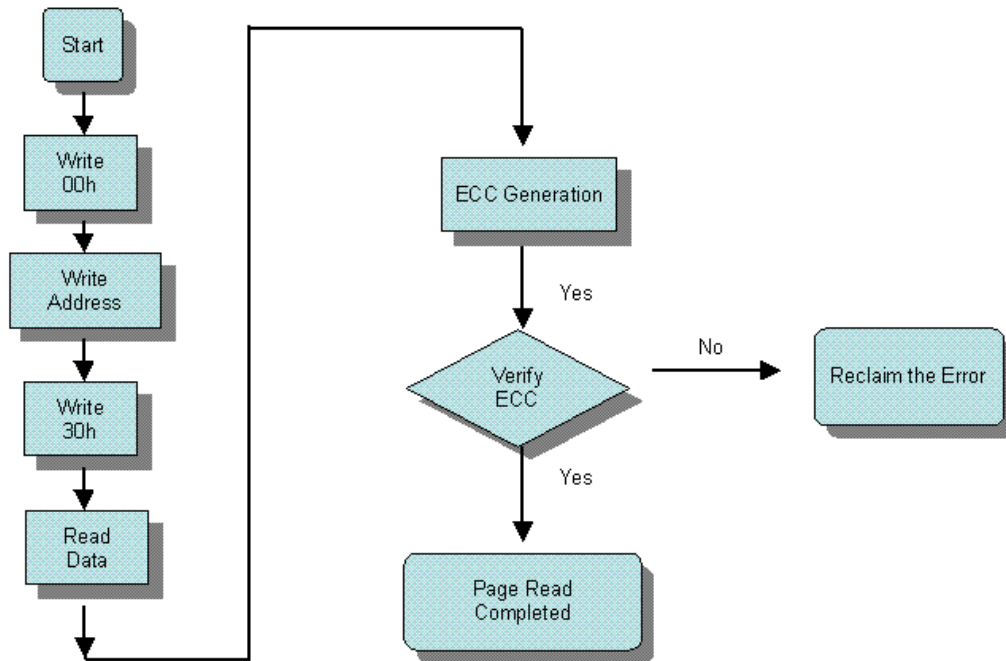 Start
Write
00h
Write
Address
Write
30h
Read
Data
ECC Generation
Yes
Verify
ECC
No
Reclaim the Error
Yes
Page Read
Completed